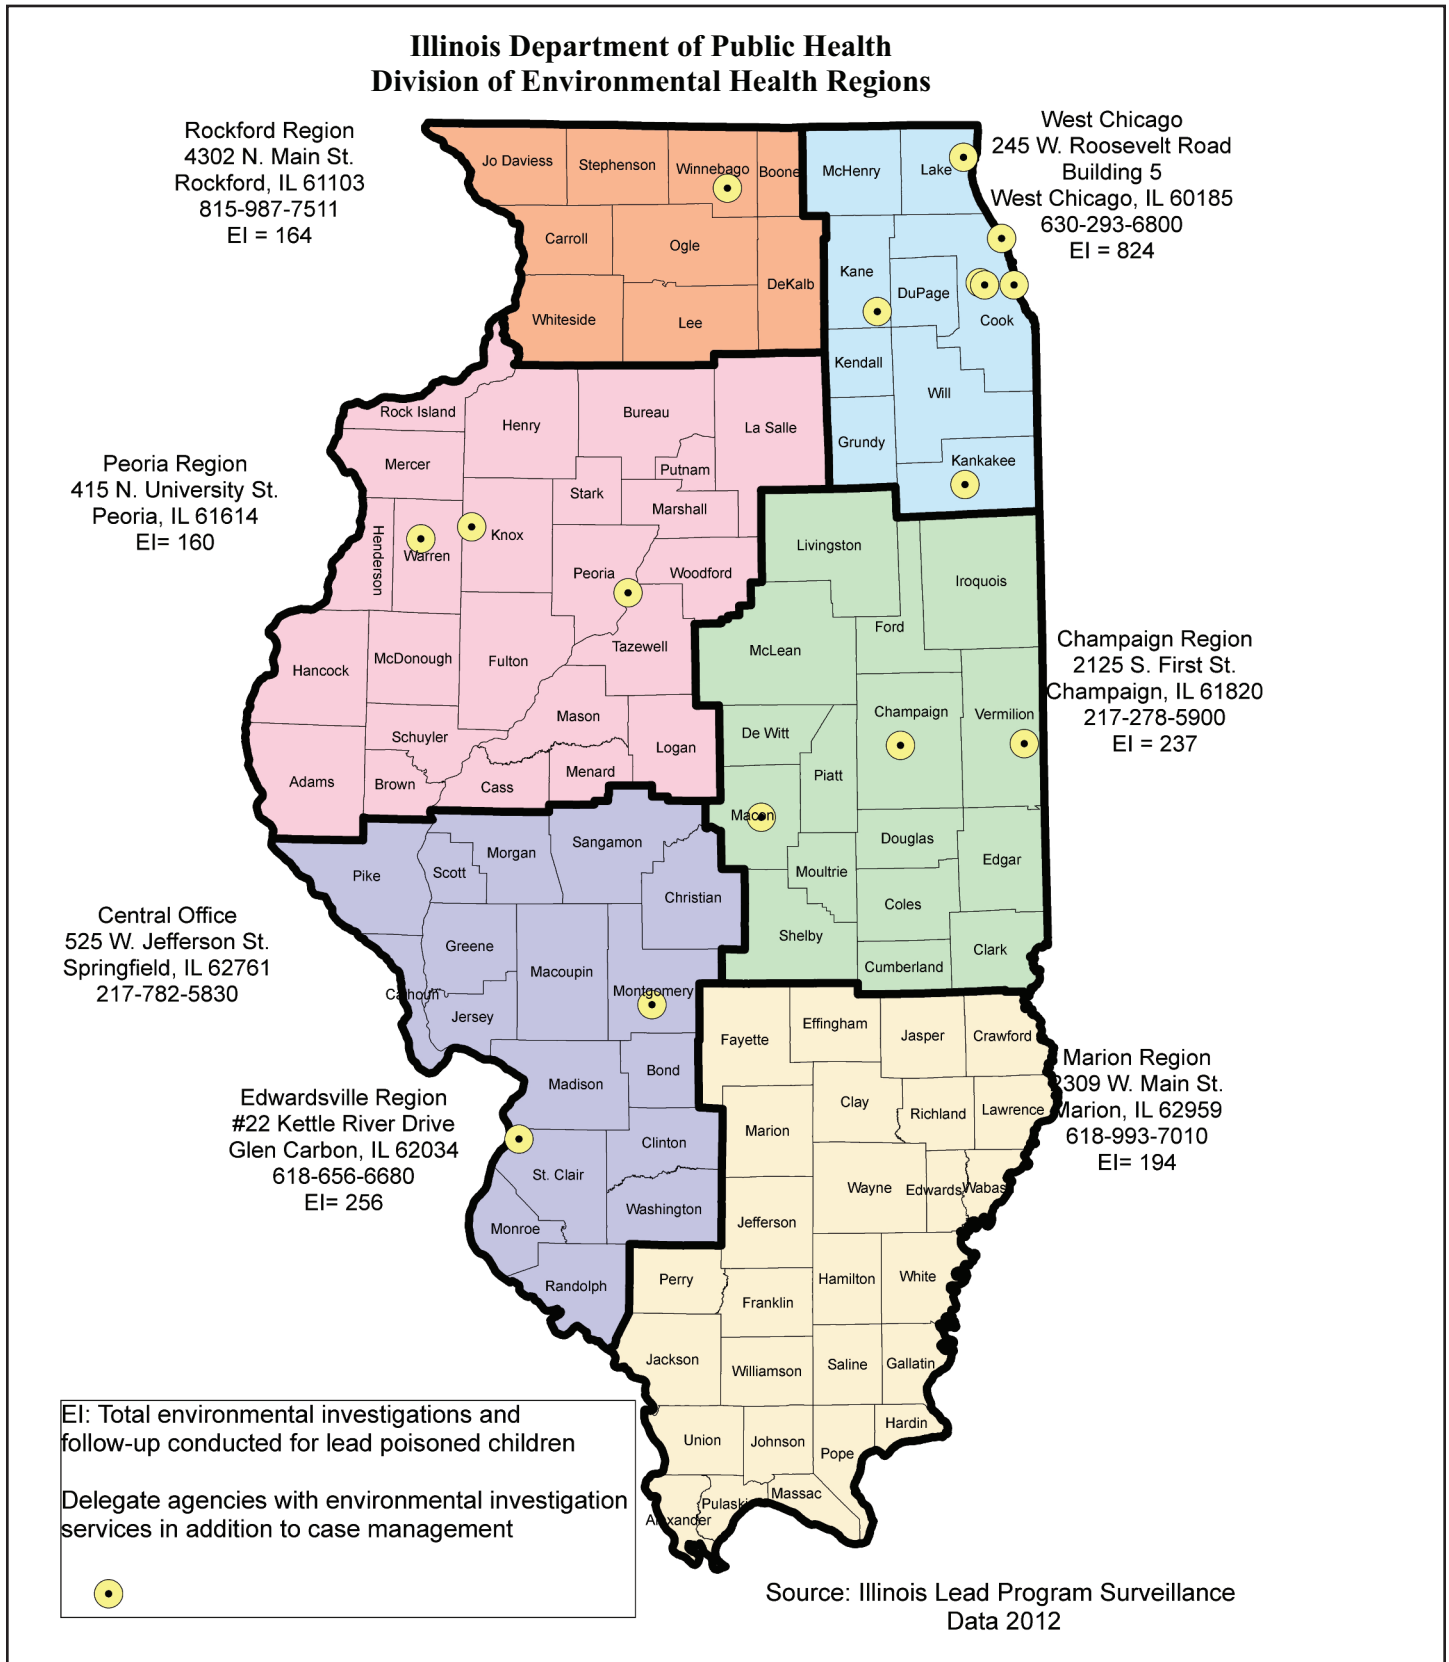 Illinois Department of Public Health
Division of Environmental Health Regions
Rockford Region
4302 N. Main St.
Rockford, IL 61103
815-987-7511
EI = 164
West Chicago
245 W. Roosevelt Road
Building 5
West Chicago, IL 60185
630-293-6800
EI = 824
Jo Daviess
Stephenson
Winnebago
Boone
McHenry
Lake
Carroll
Ogle
DeKalb
Kane
DuPage
Cook
Whiteside
Lee
Kendall
Will
Grundy
Kankakee
Rock Island
Henry
Bureau
La Salle
Mercer
Putnam
Stark
Marshall
Henderson
Warren
Knox
Peoria
Woodford
Peoria Region
415 N. University St.
Peoria, IL 61614
EI= 160
Livingston
Iroquois
Ford
McLean
Hancock
McDonough
Fulton
Tazewell
Mason
Schuyler
Logan
Adams
Brown
Cass
Menard
Champaign Region
2125 S. First St.
Champaign, IL 61820
217-278-5900
EI = 237
Champaign
Vermilion
De Witt
Piatt
Macon
Douglas
Edgar
Moultrie
Coles
Shelby
Cumberland
Clark
Pike
Scott
Morgan
Sangamon
Christian
Greene
Macoupin
Calhoun
Jersey
Montgomery
Central Office
525 W. Jefferson St.
Springfield, IL 62761
217-782-5830
Madison
Bond
Clinton
St. Clair
Washington
Monroe
Randolph
Edwardsville Region
#22 Kettle River Drive
Glen Carbon, IL 62034
618-656-6680
EI= 256
Fayette
Effingham
Jasper
Crawford
Marion
Clay
Richland
Lawrence
Marion Region
2309 W. Main St.
Marion, IL 62959
618-993-7010
EI= 194
Wayne
Edwards
Wabas
Jefferson
Perry
Franklin
Hamilton
White
Jackson
Williamson
Saline
Gallatin
Union
Johnson
Pope
Hardin
Pulaski
Massac
Alexander
EI: Total environmental investigations and
follow-up conducted for lead poisoned children
Delegate agencies with environmental investigation
services in addition to case management
Source: Illinois Lead Program Surveillance
Data 2012